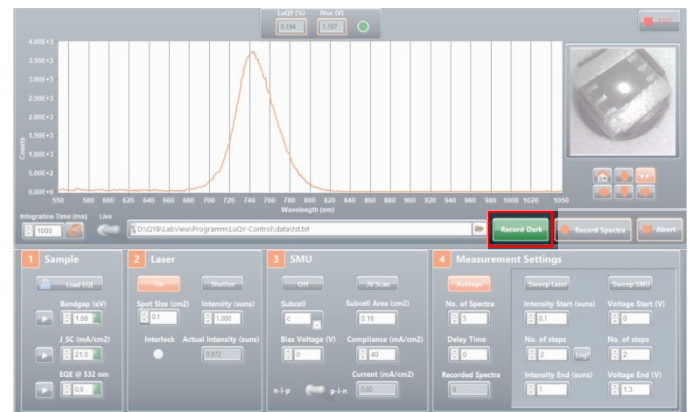 LuQY (%) iVoc (V)
0.194 1.197
4.00E+3
3.50E+3
3.00E+3
2.50E+3
2.00E+3
1.50E+3
1.00E+3
5.00E+2
0.00E+0
Counts
550 580 600 620 640 660 680 700 720 740 760 780 800 820 840 860 880 900 920 940 960 980 1000 1020 1050
Wavelength (nm)
Integration Time (ms) Live
1000 D:\QYB\LabView\Programm\LuQY-Control\data\tst.txt Record Dark Record Spectra Abort
1 Sample 2 Laser 3 SMU 4 Measurement Settings
Load EQE On Shutter Off JV Scan Average Sweep Laser Sweep SMU
Bandgap (eV) Spot Size (cm2) Intensity (suns) Subcell Subcell Area (cm2) No. of Spectra Intensity Start (suns) Voltage Start (V)
1.68 0.1 1.000 c 0.16 5 0.1 0
J_SC (mA/cm2) Interlock Actual Intensity (suns) Bias Voltage (V) Compliance (mA/cm2) Delay Time No. of steps No. of steps
21.0 0.972 0 40 0 2 Log? 2
EQE @ 532 nm Current (mA/cm2) Recorded Spectra Intensity End (suns) Voltage End (V)
0.9 n-i-p p-i-n 0.00 0 1 1.3